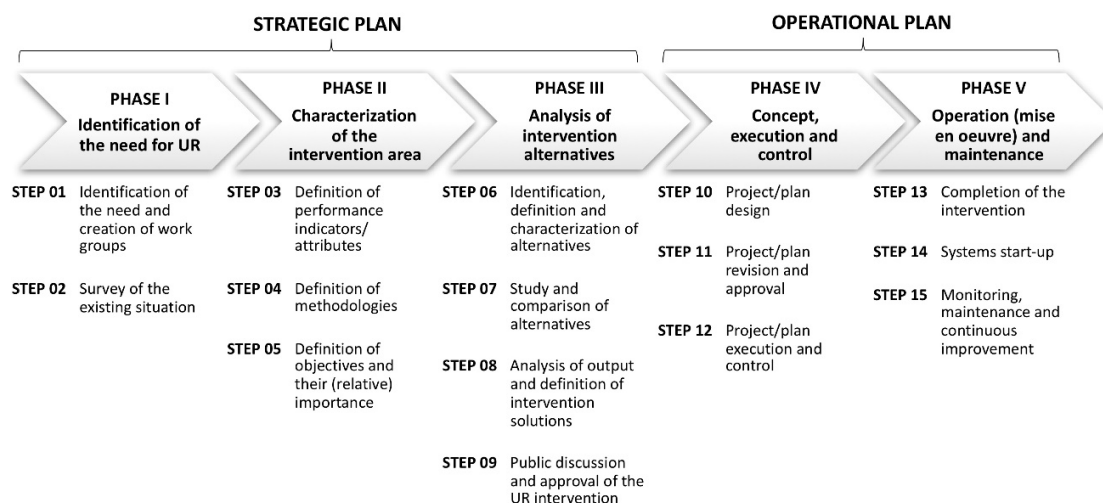 STRATEGIC PLAN
OPERATIONAL PLAN
PHASE I
Identification of
the need for UR
PHASE II
Characterization
of the
intervention area
PHASE III
Analysis of
intervention
alternatives
PHASE IV
Concept,
execution and
control
PHASE V
Operation (mise
en oeuvre) and
maintenance
STEP 01 Identification of
the need and
creation of work
groups
STEP 02 Survey of the
existing situation
STEP 03 Definition of
performance
indicators/
attributes
STEP 04 Definition of
methodologies
STEP 05 Definition of
objectives and
their (relative)
importance
STEP 06 Identification,
definition and
characterization of
alternatives
STEP 07 Study and
comparison of
alternatives
STEP 08 Analysis of output
and definition of
intervention
solutions
STEP 09 Public discussion
and approval of the
UR intervention
STEP 10 Project/plan
design
STEP 11 Project/plan
revision and
approval
STEP 12 Project/plan
execution and
control
STEP 13 Completion of the
intervention
STEP 14 Systems start-up
STEP 15 Monitoring,
maintenance and
continuous
improvement